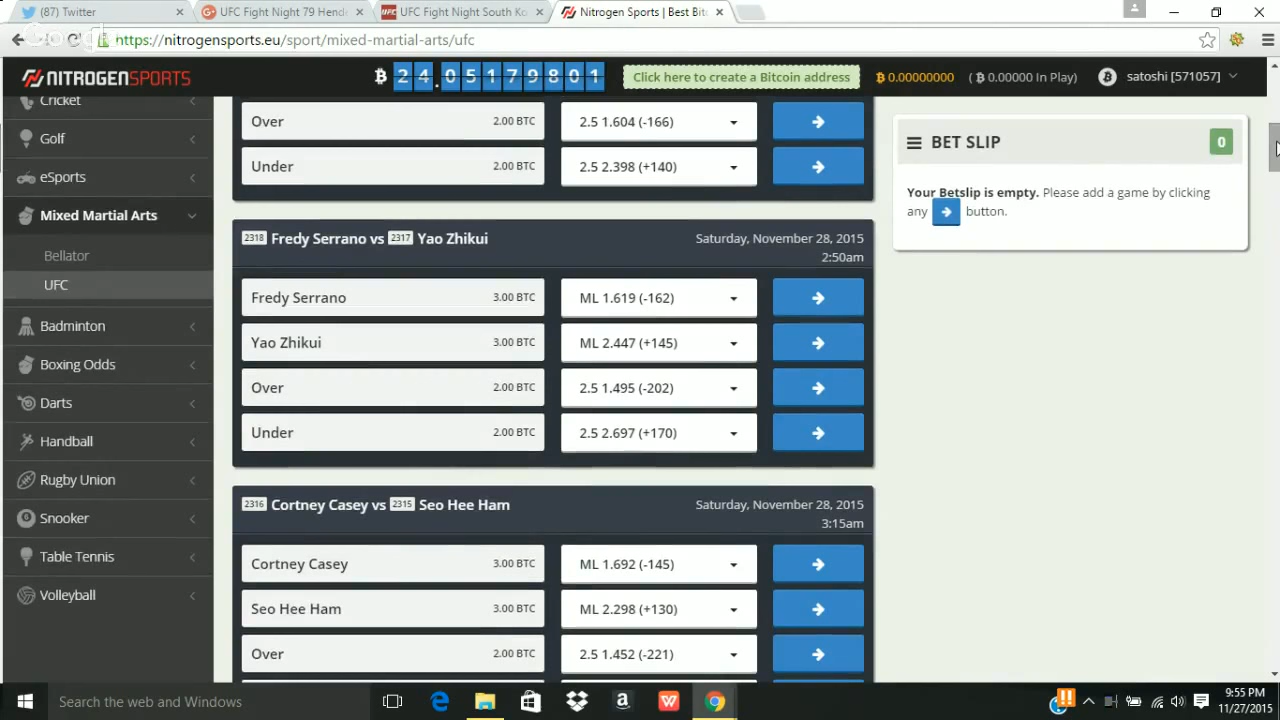 (87) Twitter
UFC Fight Night 79 Hende
UFC Fight Night South Ko
Nitrogen Sports | Best Bitc
https://nitrogensports.eu/sport/mixed-martial-arts/ufc
NITROGENSPORTS
24.05179801
Click here to create a Bitcoin address
0.00000000
( 0.00000 In Play)
satoshi [571057]
Cricket
Golf
eSports
Mixed Martial Arts
Bellator
UFC
Badminton
Boxing Odds
Darts
Handball
Rugby Union
Snooker
Table Tennis
Volleyball
Over 2.00 BTC 2.5 1.604 (-166)
Under 2.00 BTC 2.5 2.398 (+140)
2318 Fredy Serrano vs 2317 Yao Zhikui Saturday, November 28, 2015
2:50am
Fredy Serrano 3.00 BTC ML 1.619 (-162)
Yao Zhikui 3.00 BTC ML 2.447 (+145)
Over 2.00 BTC 2.5 1.495 (-202)
Under 2.00 BTC 2.5 2.697 (+170)
2316 Cortney Casey vs 2315 Seo Hee Ham Saturday, November 28, 2015
3:15am
Cortney Casey 3.00 BTC ML 1.692 (-145)
Seo Hee Ham 3.00 BTC ML 2.298 (+130)
Over 2.00 BTC 2.5 1.452 (-221)
BET SLIP 0
Your Betslip is empty. Please add a game by clicking
any button.
Search the web and Windows
9:55 PM
11/27/2015